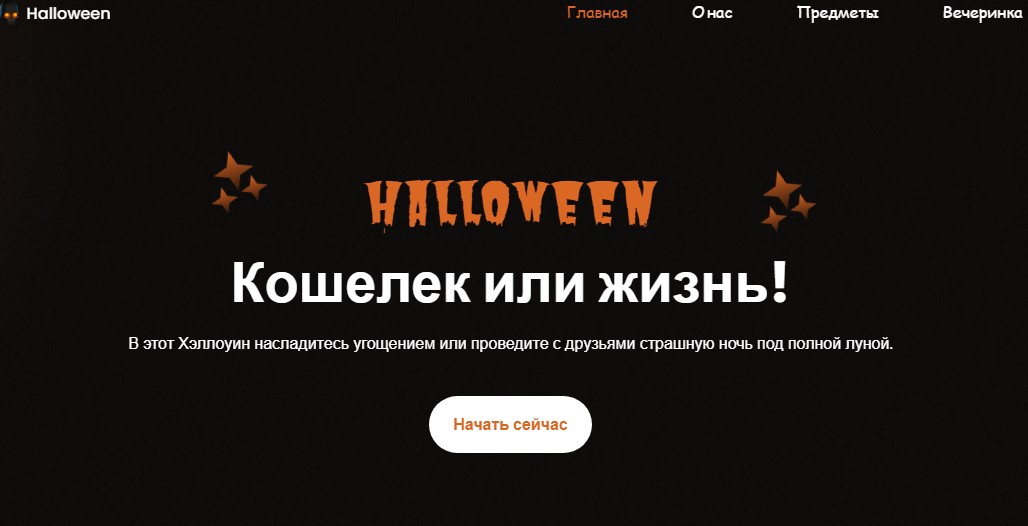 Halloween
Главная О нас Предметы Вечеринка
HALLOWEEN
Кошелек или жизнь!
В этот Хэллоуин насладитесь угощением или проведите с друзьями страшную ночь под полной луной.
Начать сейчас